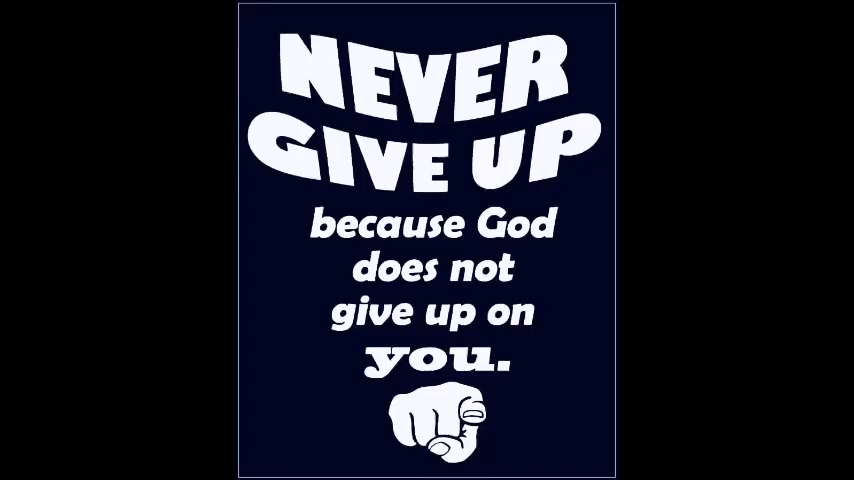 NEVER
GIVE UP
because God
does not
give up on
you.